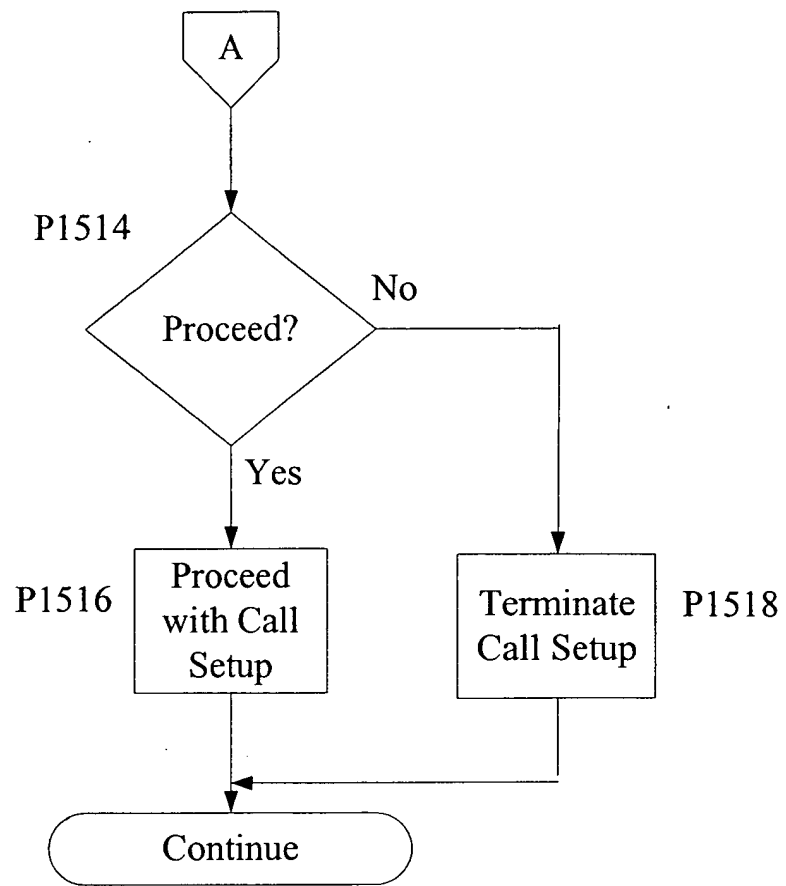 A
P1514
No
Proceed?
Yes
P1516
Proceed
with Call
Setup
Terminate
Call Setup
P1518
Continue